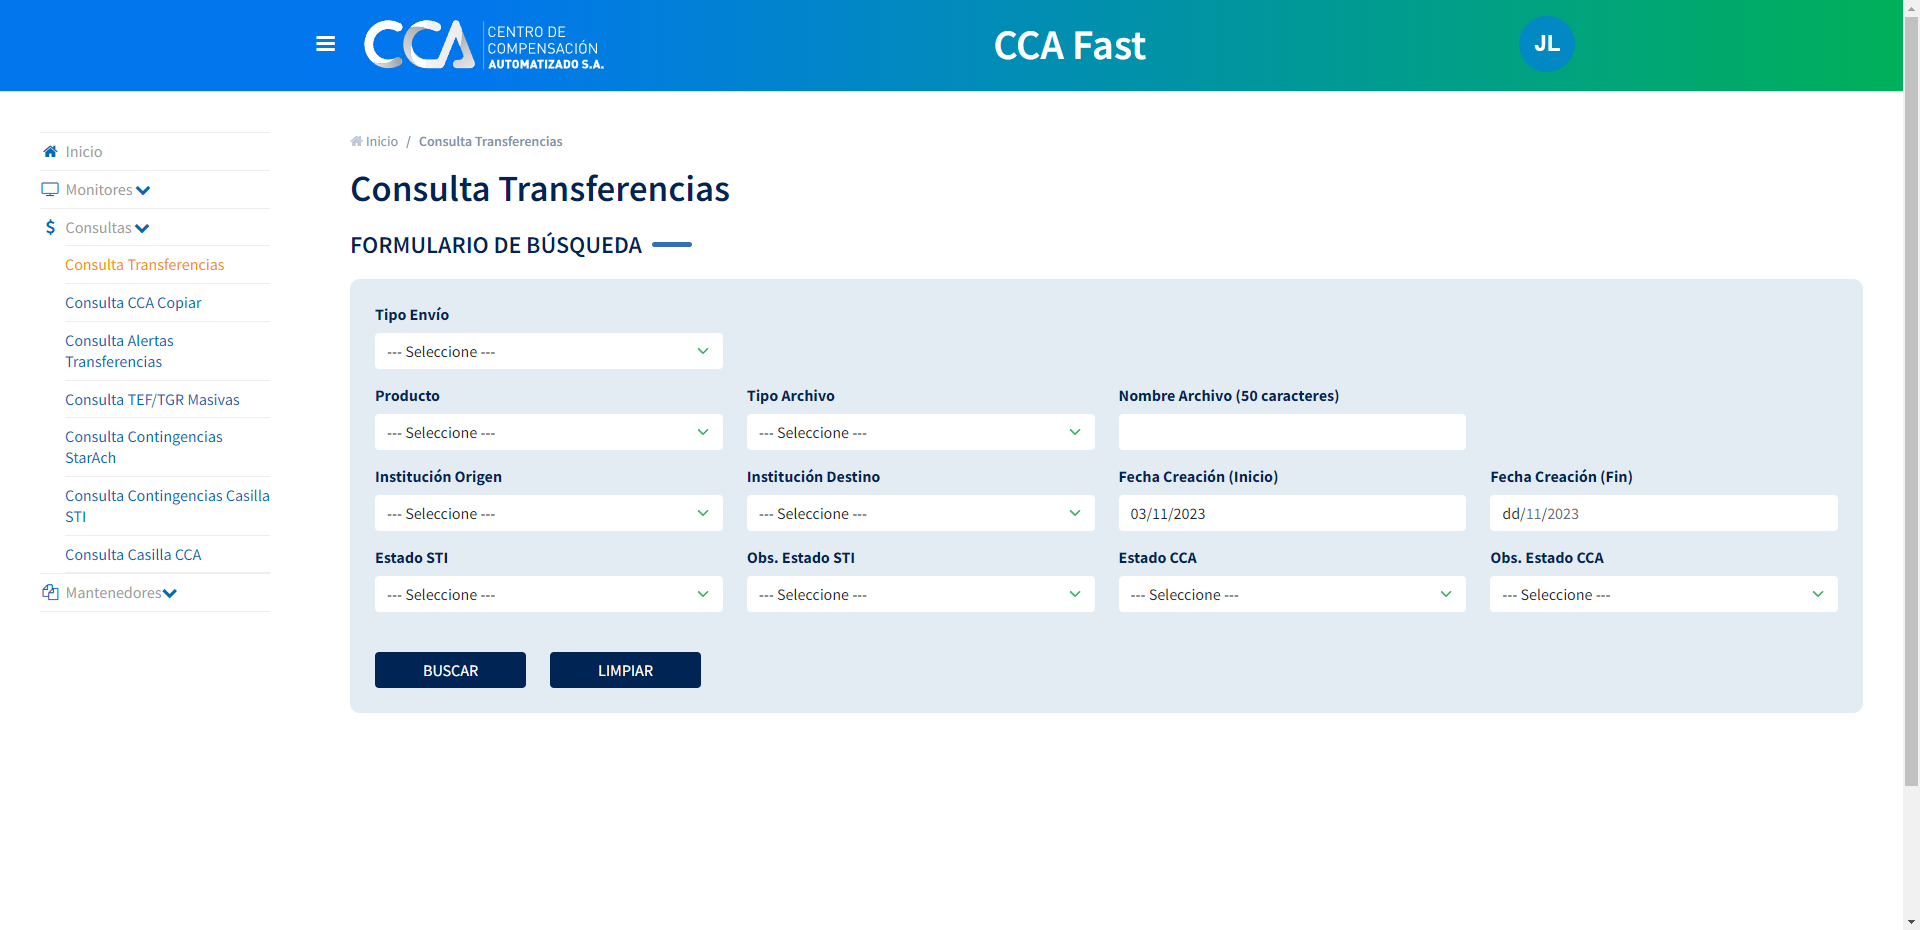 CCA
CENTRO DE
COMPENSACIÓN
AUTOMATIZADO S.A.
CCA Fast
JL
Inicio
Monitores
Consultas
Consulta Transferencias
Consulta CCA Copiar
Consulta Alertas
Transferencias
Consulta TEF/TGR Masivas
Consulta Contingencias
StarAch
Consulta Contingencias Casilla
STI
Consulta Casilla CCA
Mantenedores
Inicio / Consulta Transferencias
Consulta Transferencias
FORMULARIO DE BÚSQUEDA
Tipo Envío
--- Seleccione ---
Producto Tipo Archivo Nombre Archivo (50 caracteres)
--- Seleccione --- --- Seleccione ---
Institución Origen Institución Destino Fecha Creación (Inicio) Fecha Creación (Fin)
--- Seleccione --- --- Seleccione --- 03/11/2023 dd/11/2023
Estado STI Obs. Estado STI Estado CCA Obs. Estado CCA
--- Seleccione --- --- Seleccione --- --- Seleccione --- --- Seleccione ---
BUSCAR LIMPIAR